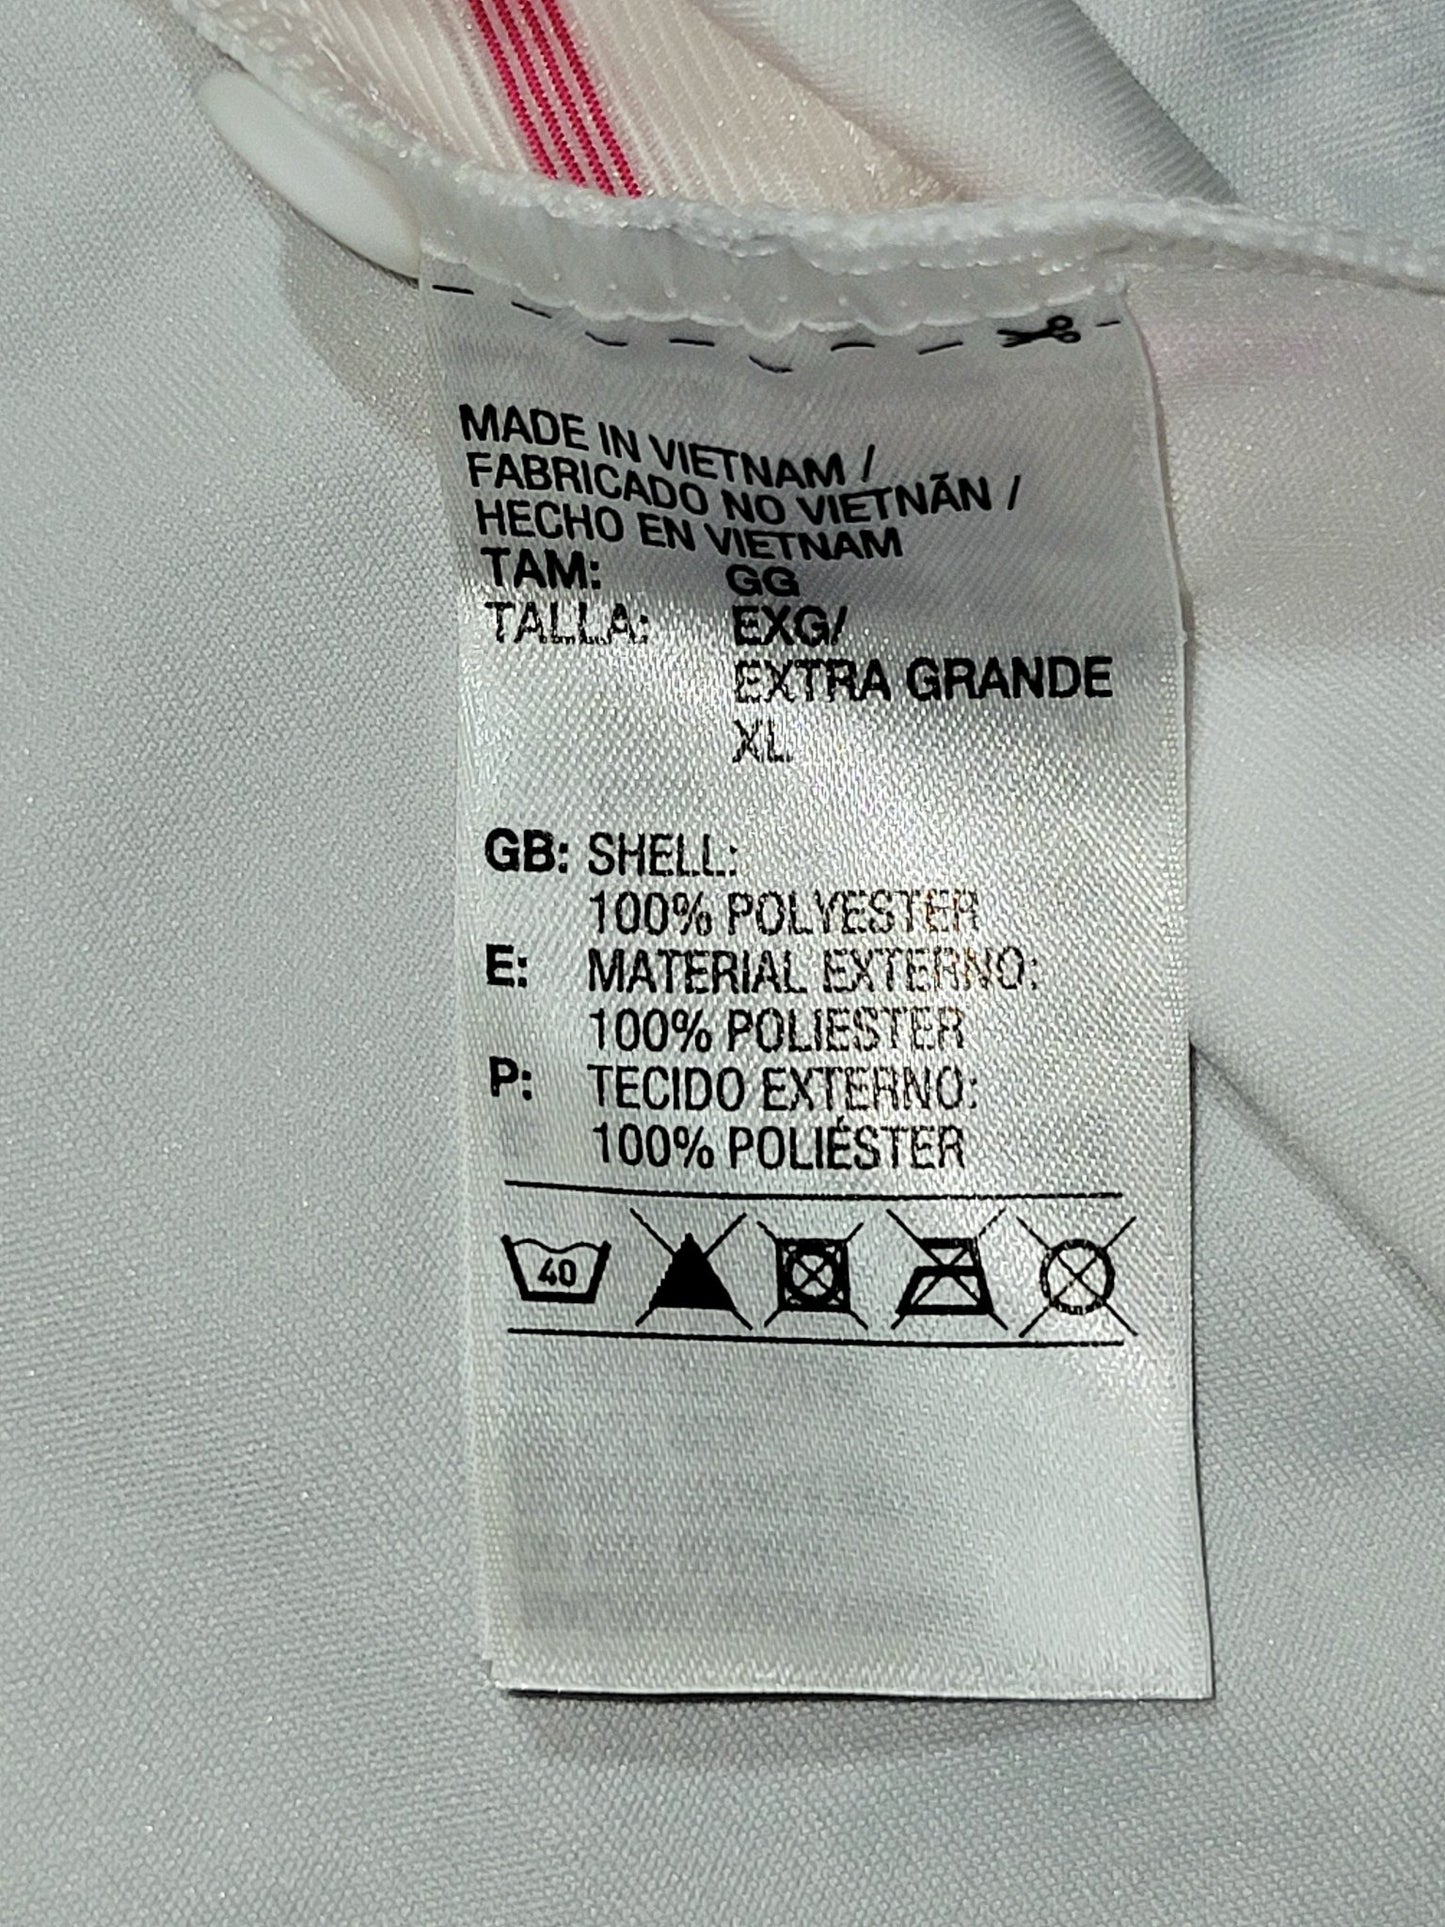 MADE IN VIETNAM /
FABRICADO NO VIETNÃN /
HECHO EN VIETNAM
TAM: GG
TALLA: EXG/
EXTRA GRANDE
XL
GB: SHELL:
100% POLYESTER
E: MATERIAL EXTERNO:
100% POLIESTER
P: TECIDO EXTERNO:
100% POLIÉSTER
40